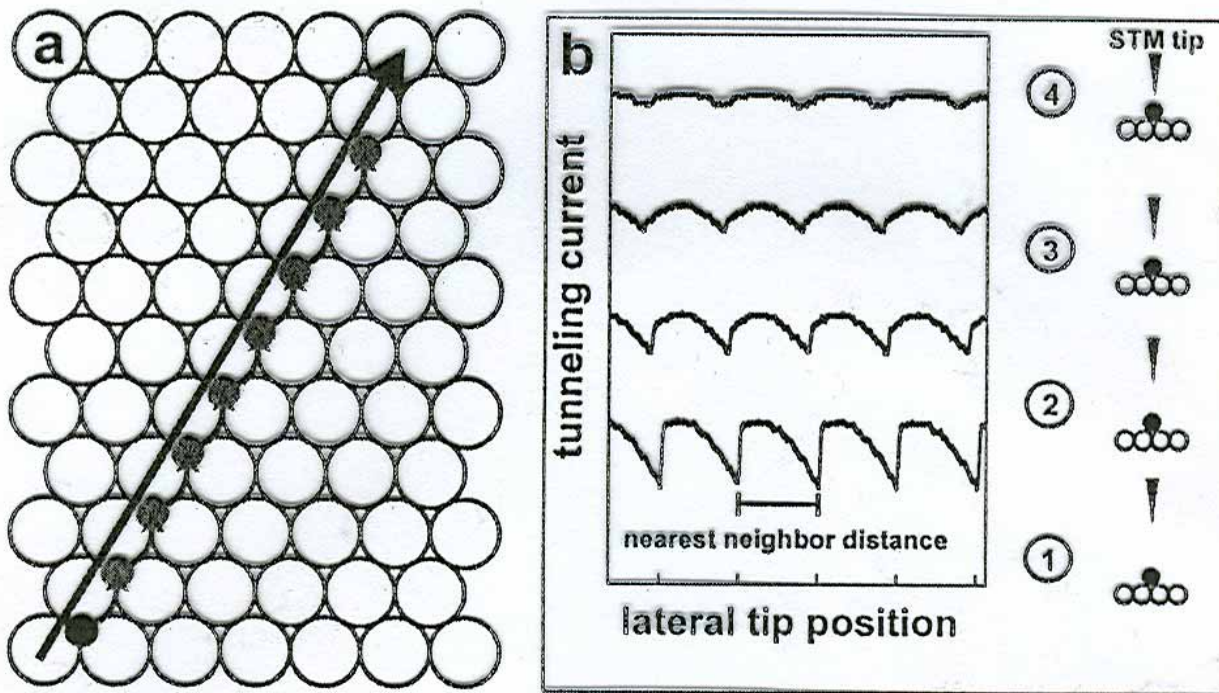 a
b
tunneling current
nearest neighbor distance
lateral tip position
STM tip
4
3
2
1